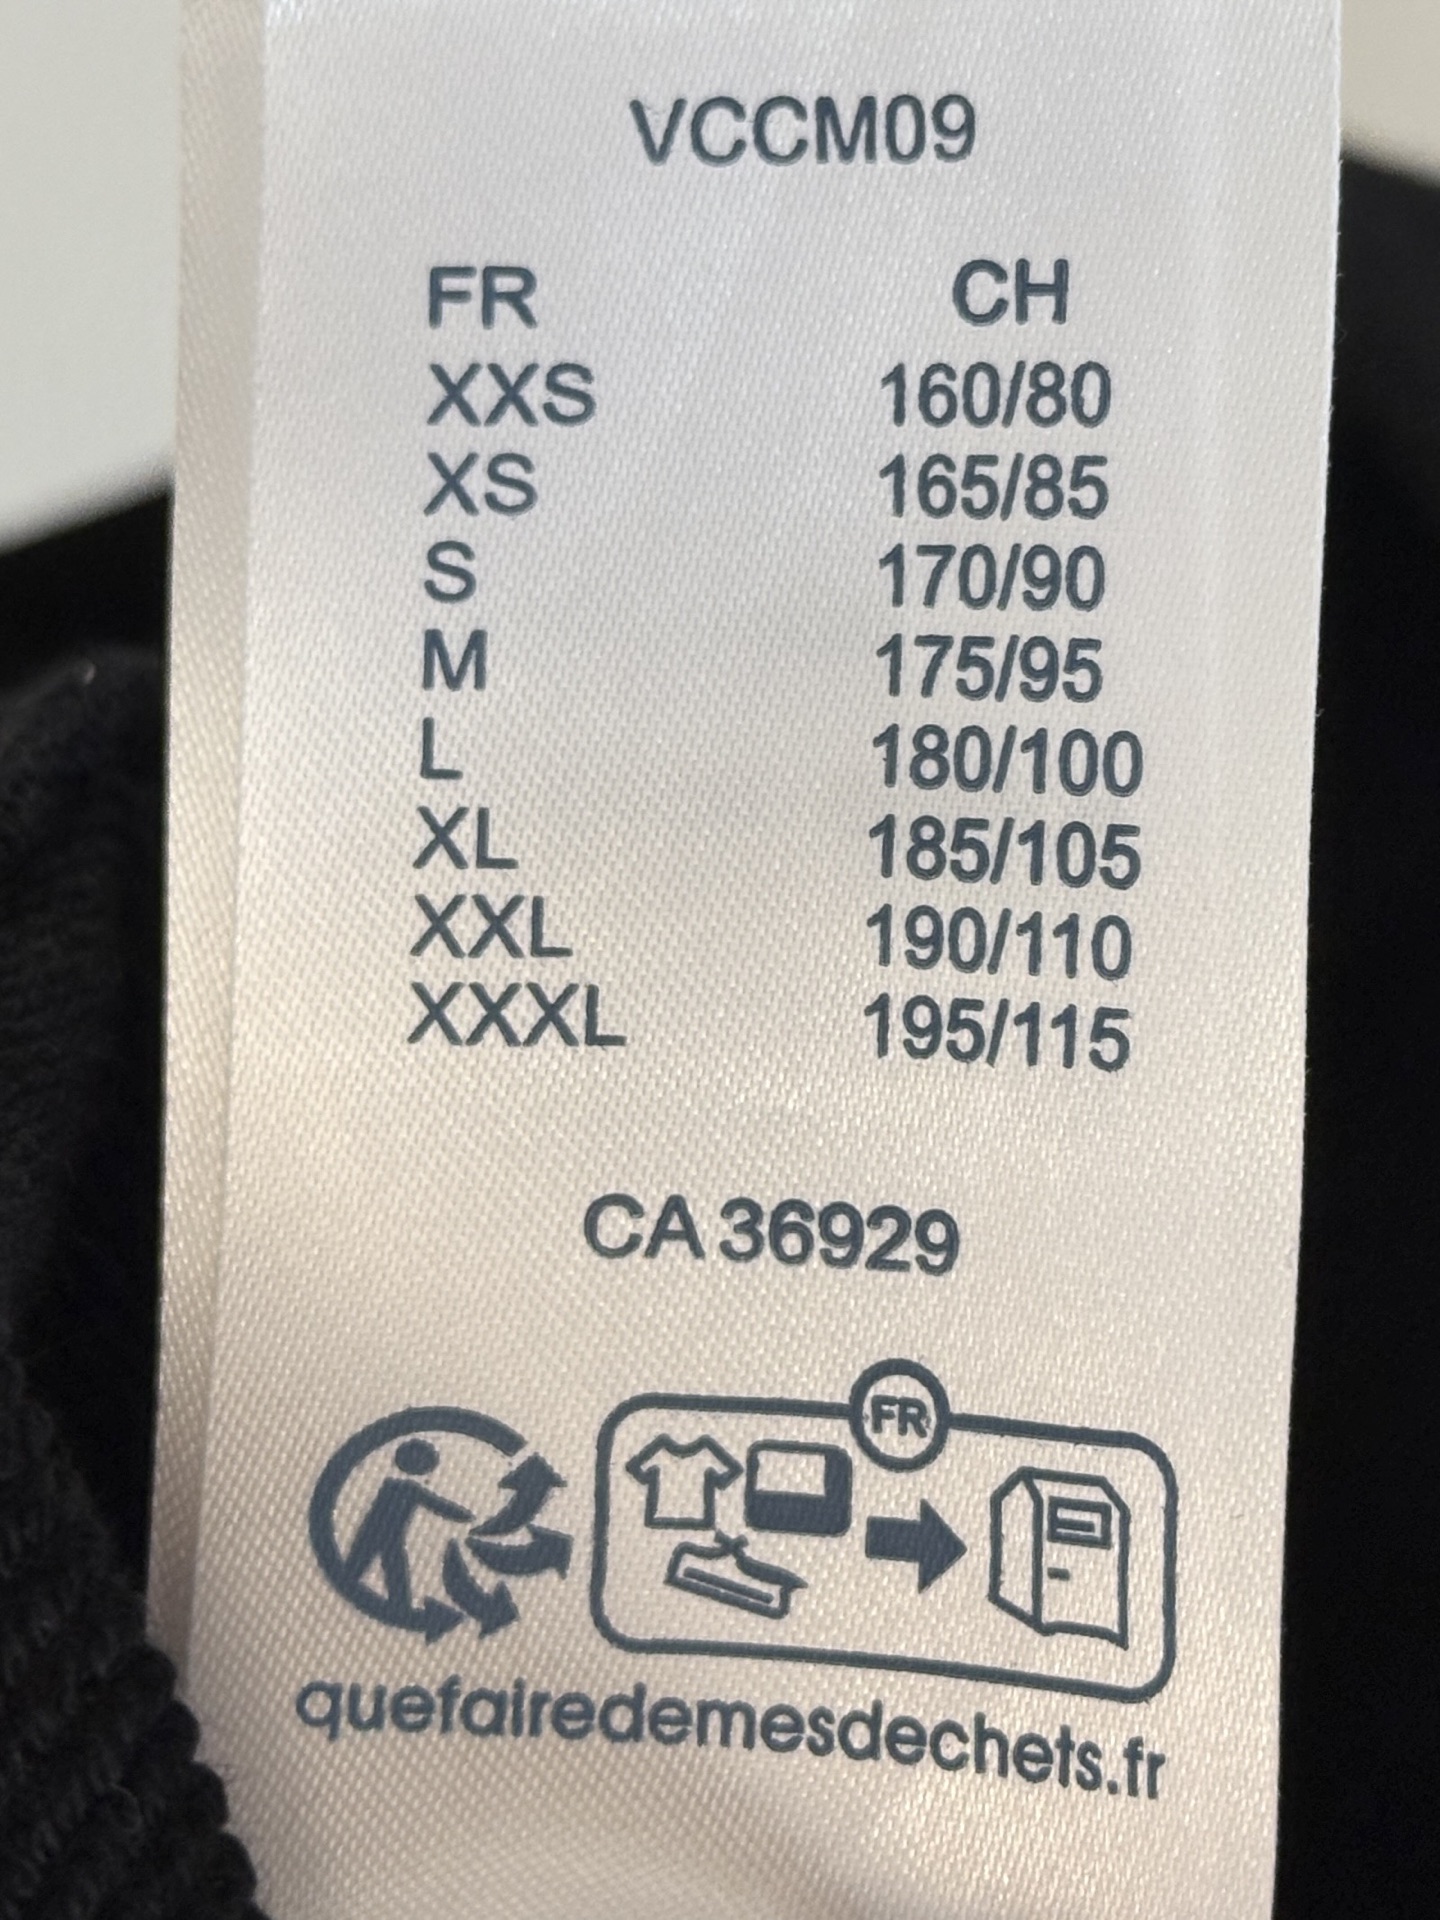 VCCM09
FR CH
XXS 160/80
XS 165/85
S 170/90
M 175/95
L 180/100
XL 185/105
XXL 190/110
XXXL 195/115
CA 36929
FR
quefairedemesdechets.fr